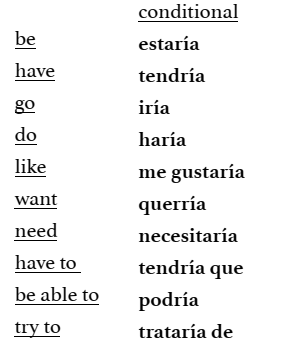 conditional
be estaría
have tendría
go iría
do haría
like me gustaría
want querría
need necesitaría
have to tendría que
be able to podría
try to trataría de